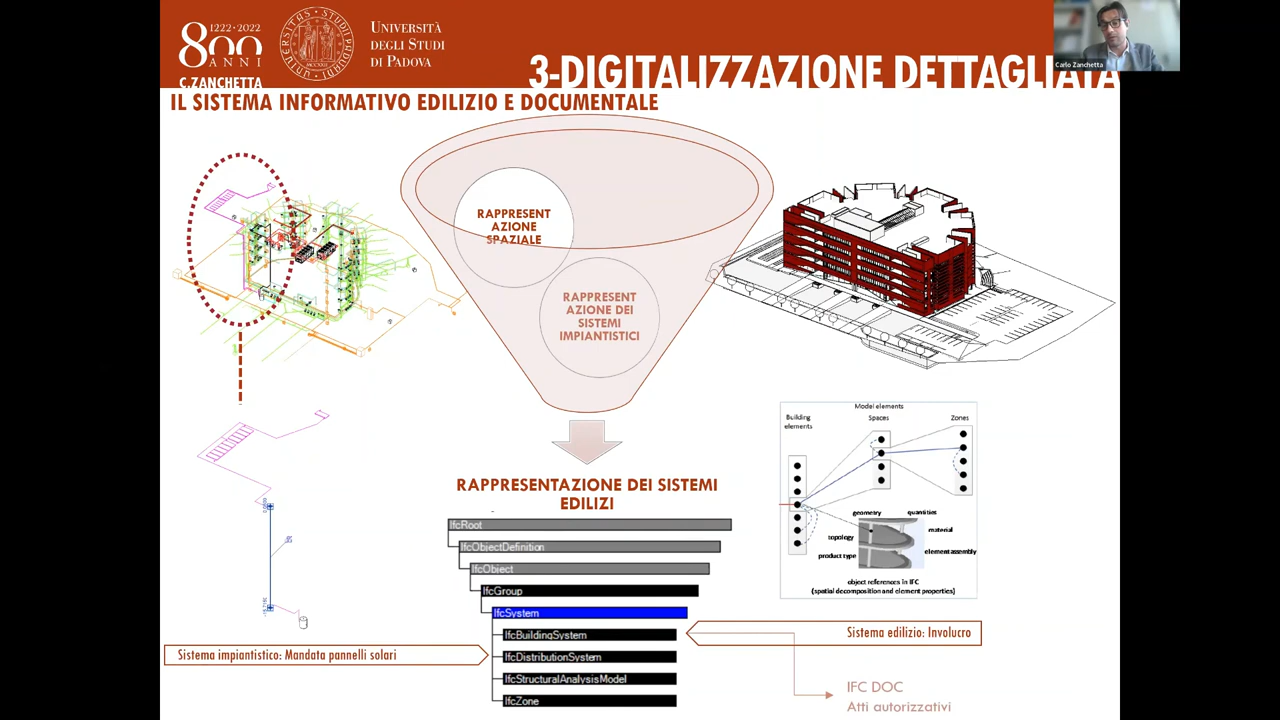 1222·2022
800
ANNI
UNIVERSITÀ
DEGLI STUDI
DI PADOVA
C.ZANCHETTA
3-DIGITALIZZAZIONE DETTAGLIATA
Carlo Zanchetta
IL SISTEMA INFORMATIVO EDILIZIO E DOCUMENTALE
RAPPRESENT
AZIONE
SPAZIALE
RAPPRESENT
AZIONE DEI
SISTEMI
IMPIANTISTICI
RAPPRESENTAZIONE DEI SISTEMI
EDILIZI
IfcRoot
IfcObjectDefinition
IfcObject
IfcGroup
IfcSystem
IfcBuildingSystem
IfcDistributionSystem
IfcStructuralAnalysisModel
IfcZone
Sistema impiantistico: Mandata pannelli solari
Model elements
Building
elements
Spaces
Zones
geometry
quantities
topology
material
product type
element assembly
object references in IFC
(spatial decomposition and element properties)
Sistema edilizio: Involucro
IFC DOC
Atti autorizzativi